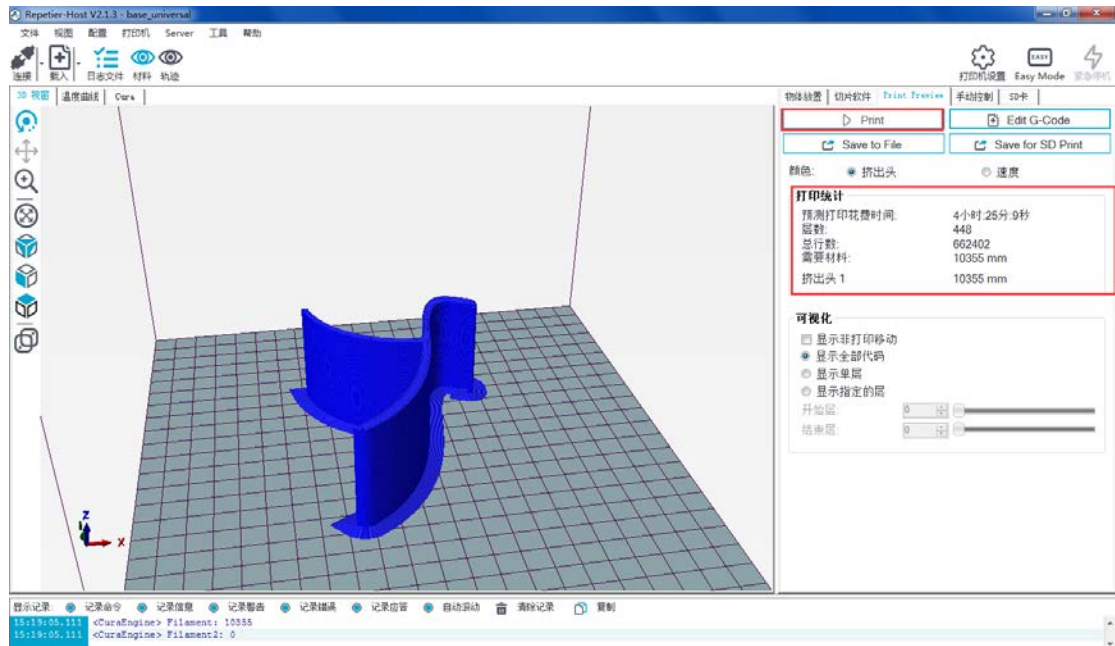 Repetier-Host V2.1.3 - base_universal
文件 视图 配置 打印机 Server 工具 帮助
连接 载入 日志文件 材料 轨迹 打印机设置 EASY Easy Mode 紧急停机
3D 视窗 温度曲线 Cura 物体放置 切片软件 Print Preview 手动控制 SD卡
Print Edit G-Code
Save to File Save for SD Print
颜色: 挤出头 速度
打印统计
预测打印花费时间: 4小时:25分:9秒
层数: 448
总行数: 662402
需要材料: 10355 mm
挤出头 1 10355 mm
可视化
显示非打印移动
显示全部代码
显示单层
显示指定的层
开始层: 0
结束层: 0
Z
X
显示记录: 记录命令 记录信息 记录警告 记录错误 记录应答 自动滚动 清除记录 复制
15:19:05.111 <CuraEngine> Filament: 10355
15:19:05.111 <CuraEngine> Filament2: 0